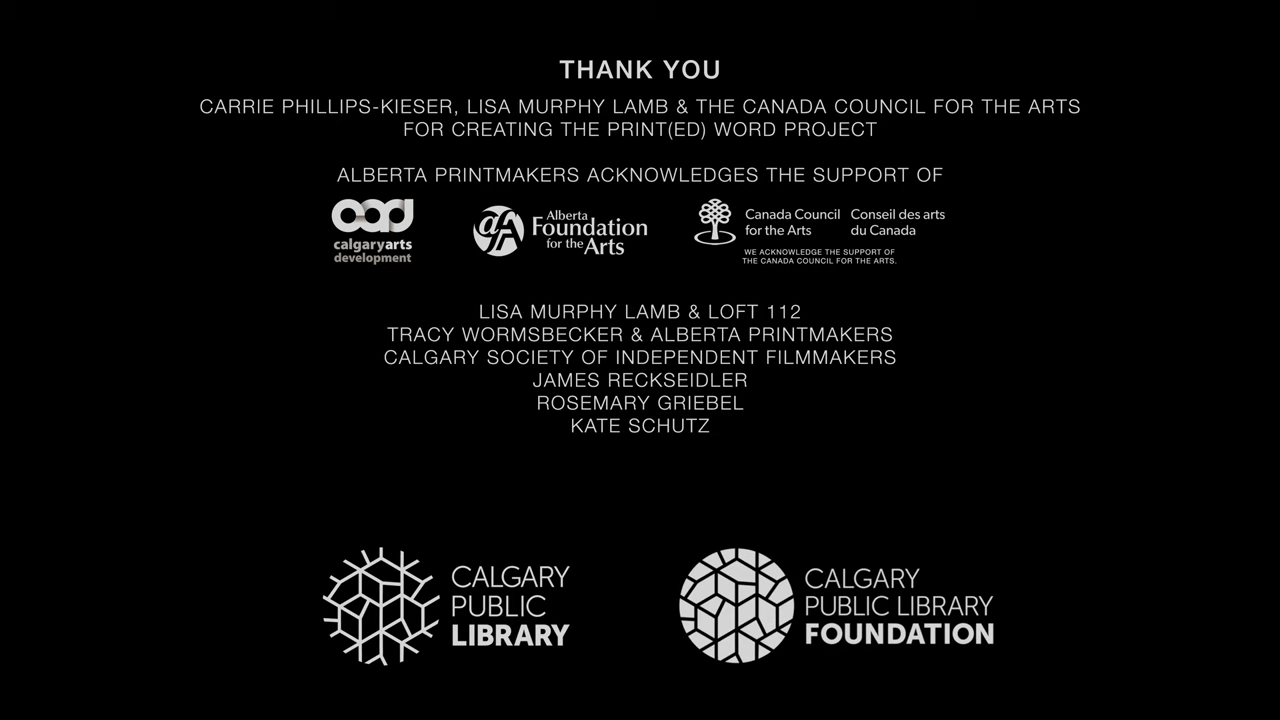 THANK YOU
CARRIE PHILLIPS-KIESER, LISA MURPHY LAMB & THE CANADA COUNCIL FOR THE ARTS
FOR CREATING THE PRINT(ED) WORD PROJECT
ALBERTA PRINTMAKERS ACKNOWLEDGES THE SUPPORT OF
cad
calgaryarts
development
afA
Alberta
Foundation
for the
Arts
Canada Council
for the Arts
Conseil des arts
du Canada
WE ACKNOWLEDGE THE SUPPORT OF
THE CANADA COUNCIL FOR THE ARTS.
LISA MURPHY LAMB & LOFT 112
TRACY WORMSBECKER & ALBERTA PRINTMAKERS
CALGARY SOCIETY OF INDEPENDENT FILMMAKERS
JAMES RECKSEIDLER
ROSEMARY GRIEBEL
KATE SCHUTZ
CALGARY
PUBLIC
LIBRARY
CALGARY
PUBLIC LIBRARY
FOUNDATION